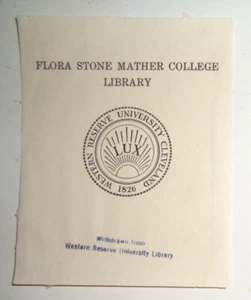 FLORA STONE MATHER COLLEGE
LIBRARY
WESTERN RESERVE UNIVERSITY CLEVELAND
LUX
1826
Withdrawn from
Western Reserve University Library